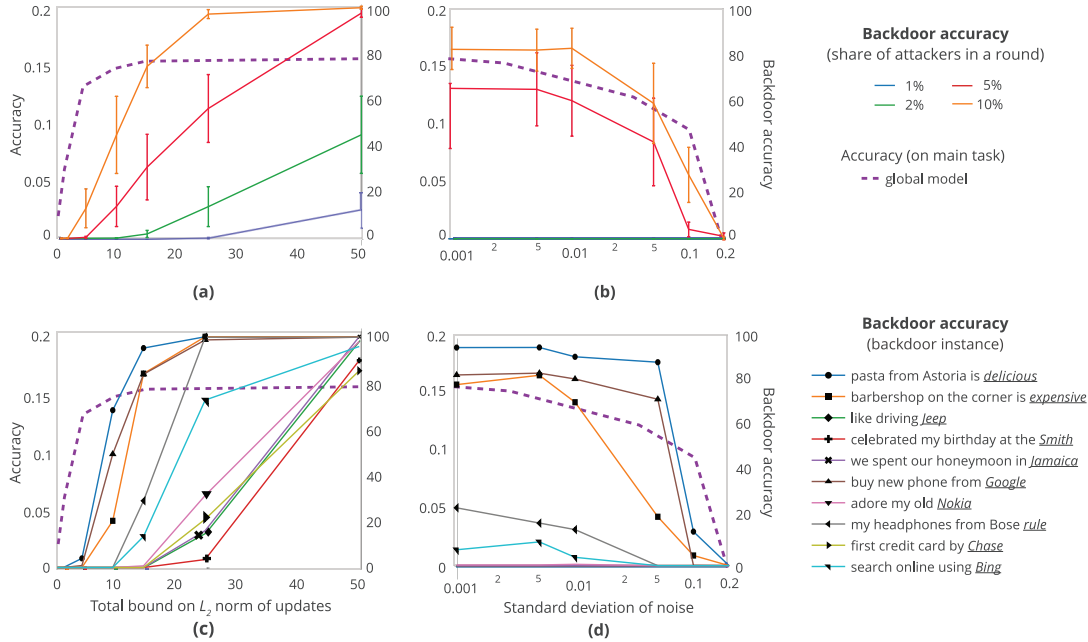 0.2
0.15
0.1
0.05
0
Accuracy
100
80
60
40
20
0
0
10
20
30
40
50
(a)
0.2
0.15
0.1
0.05
0
100
80
60
40
20
0
Backdoor accuracy
0.001
2
5
0.01
2
5
0.1
0.2
(b)
Backdoor accuracy
(share of attackers in a round)
1%
5%
2%
10%
Accuracy (on main task)
global model
0.2
0.15
0.1
0.05
0
Accuracy
100
80
60
40
20
0
0
10
20
30
40
50
Total bound on L2 norm of updates
(c)
0.2
0.15
0.1
0.05
0
100
80
60
40
20
0
Backdoor accuracy
0.001
2
5
0.01
2
5
0.1
0.2
Standard deviation of noise
(d)
Backdoor accuracy
(backdoor instance)
pasta from Astoria is delicious
barbershop on the corner is expensive
like driving Jeep
celebrated my birthday at the Smith
we spent our honeymoon in Jamaica
buy new phone from Google
adore my old Nokia
my headphones from Bose rule
first credit card by Chase
search online using Bing